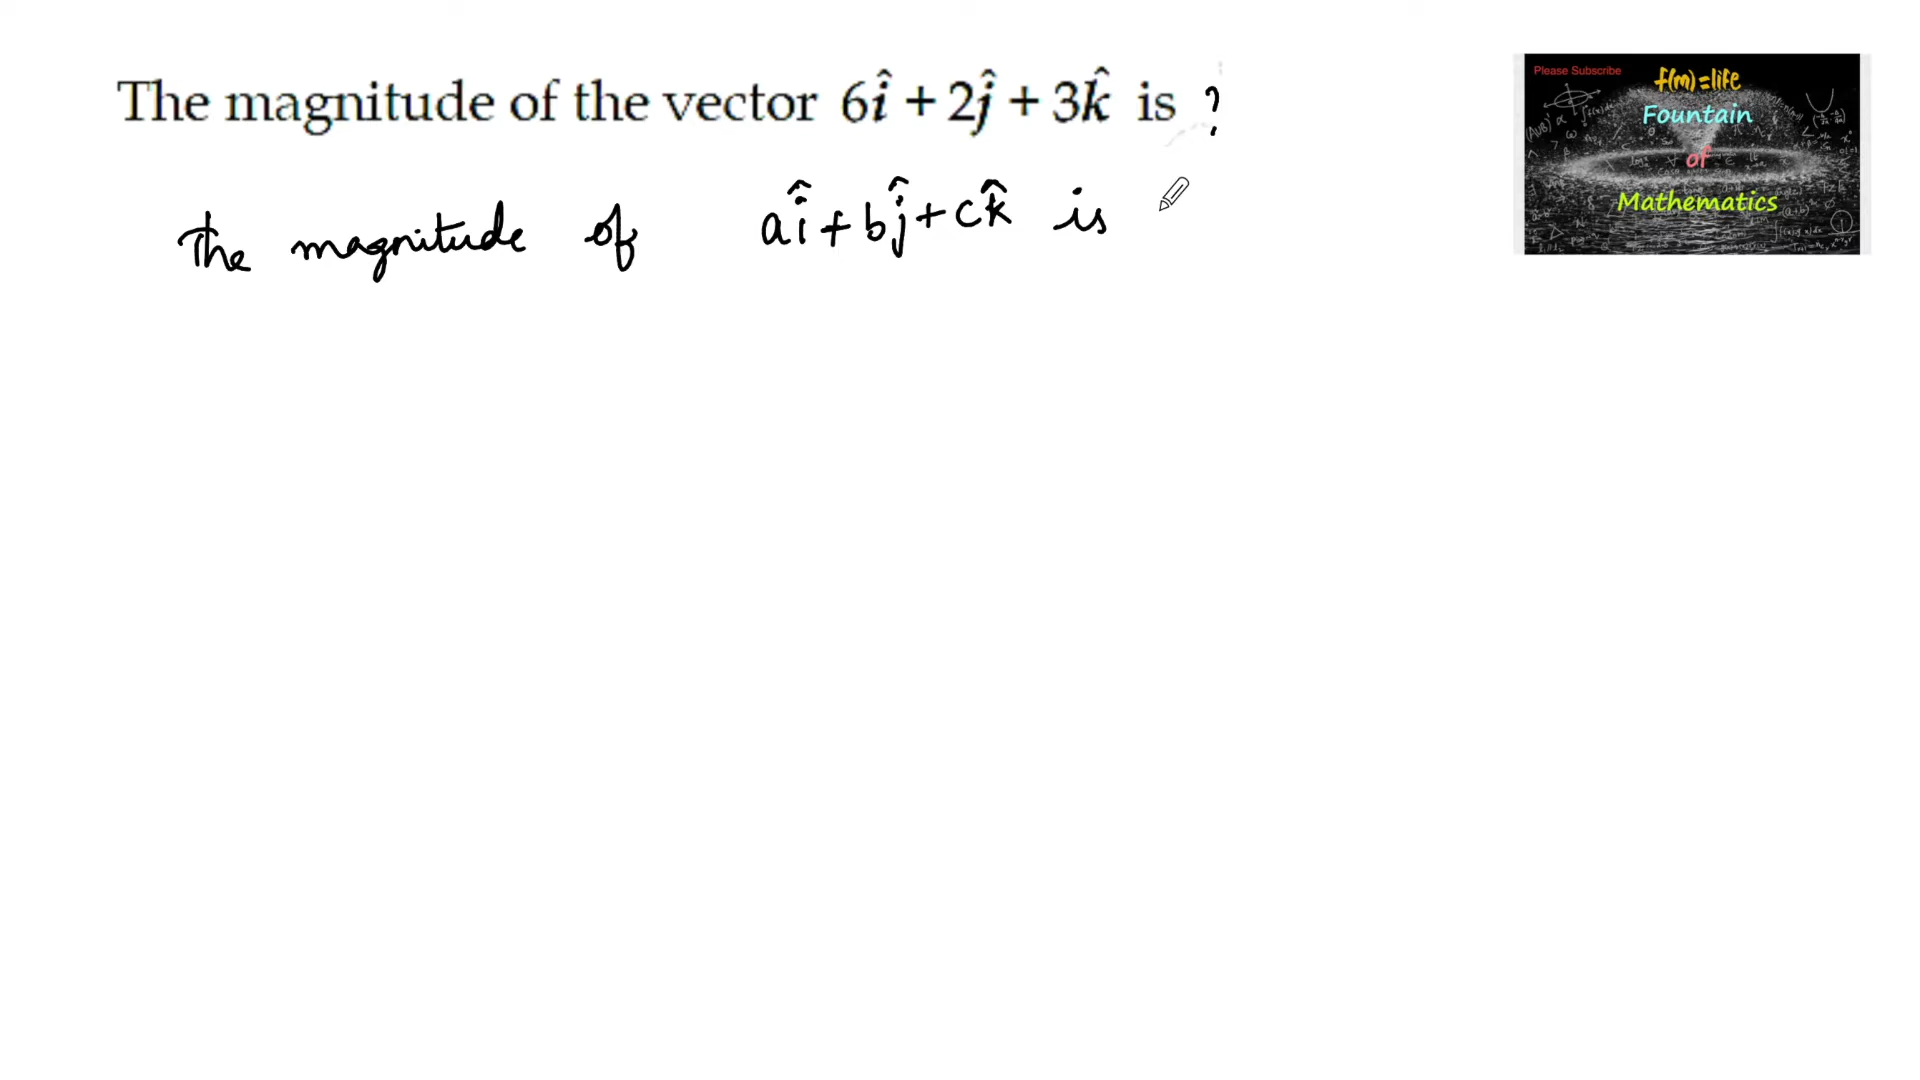 The magnitude of the vector 6î + 2ĵ + 3k̂ is ?
The magnitude of aî + bĵ + ck̂ is
Please Subscribe
f(m)=life
Fountain
of
Mathematics